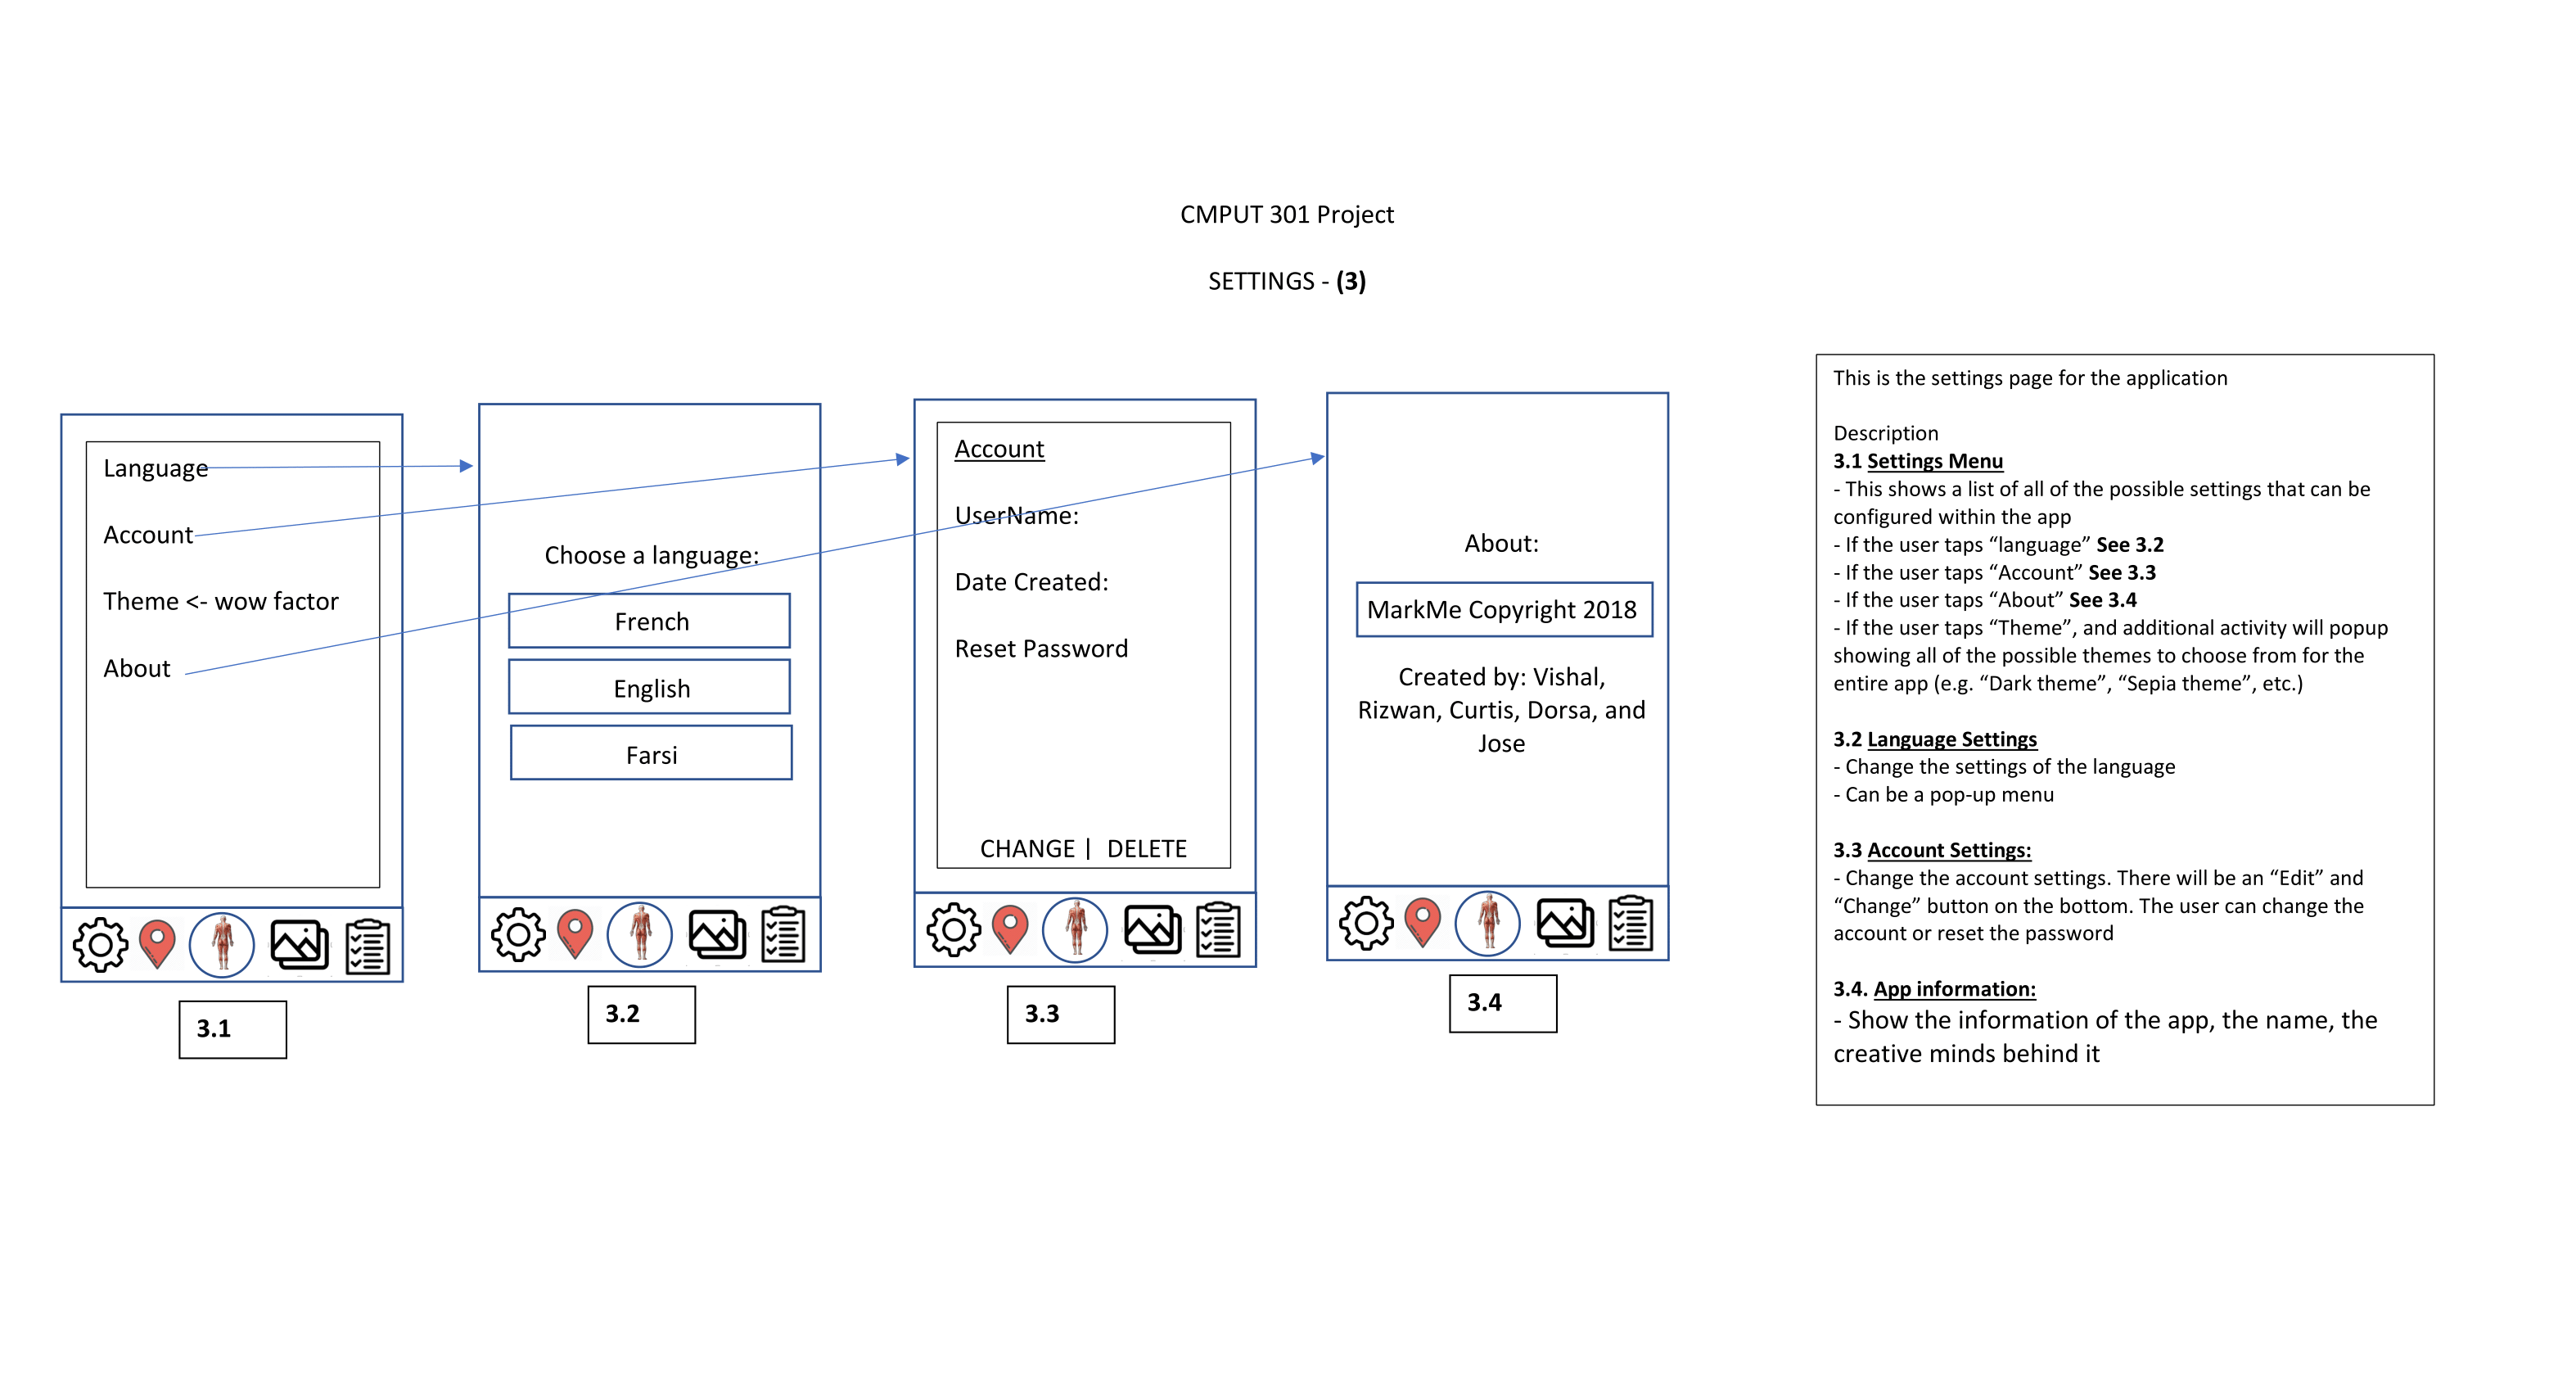 CMPUT 301 Project
SETTINGS - (3)
Language
Account
Theme <- wow factor
About
3.1
Choose a language:
French
English
Farsi
3.2
Account
UserName:
Date Created:
Reset Password
CHANGE | DELETE
3.3
About:
MarkMe Copyright 2018
Created by: Vishal,
Rizwan, Curtis, Dorsa, and
Jose
3.4
This is the settings page for the application
Description
3.1 Settings Menu
- This shows a list of all of the possible settings that can be
configured within the app
- If the user taps “language” See 3.2
- If the user taps “Account” See 3.3
- If the user taps “About” See 3.4
- If the user taps “Theme”, and additional activity will popup
showing all of the possible themes to choose from for the
entire app (e.g. “Dark theme”, “Sepia theme”, etc.)
3.2 Language Settings
- Change the settings of the language
- Can be a pop-up menu
3.3 Account Settings:
- Change the account settings. There will be an “Edit” and
“Change” button on the bottom. The user can change the
account or reset the password
3.4. App information:
- Show the information of the app, the name, the
creative minds behind it